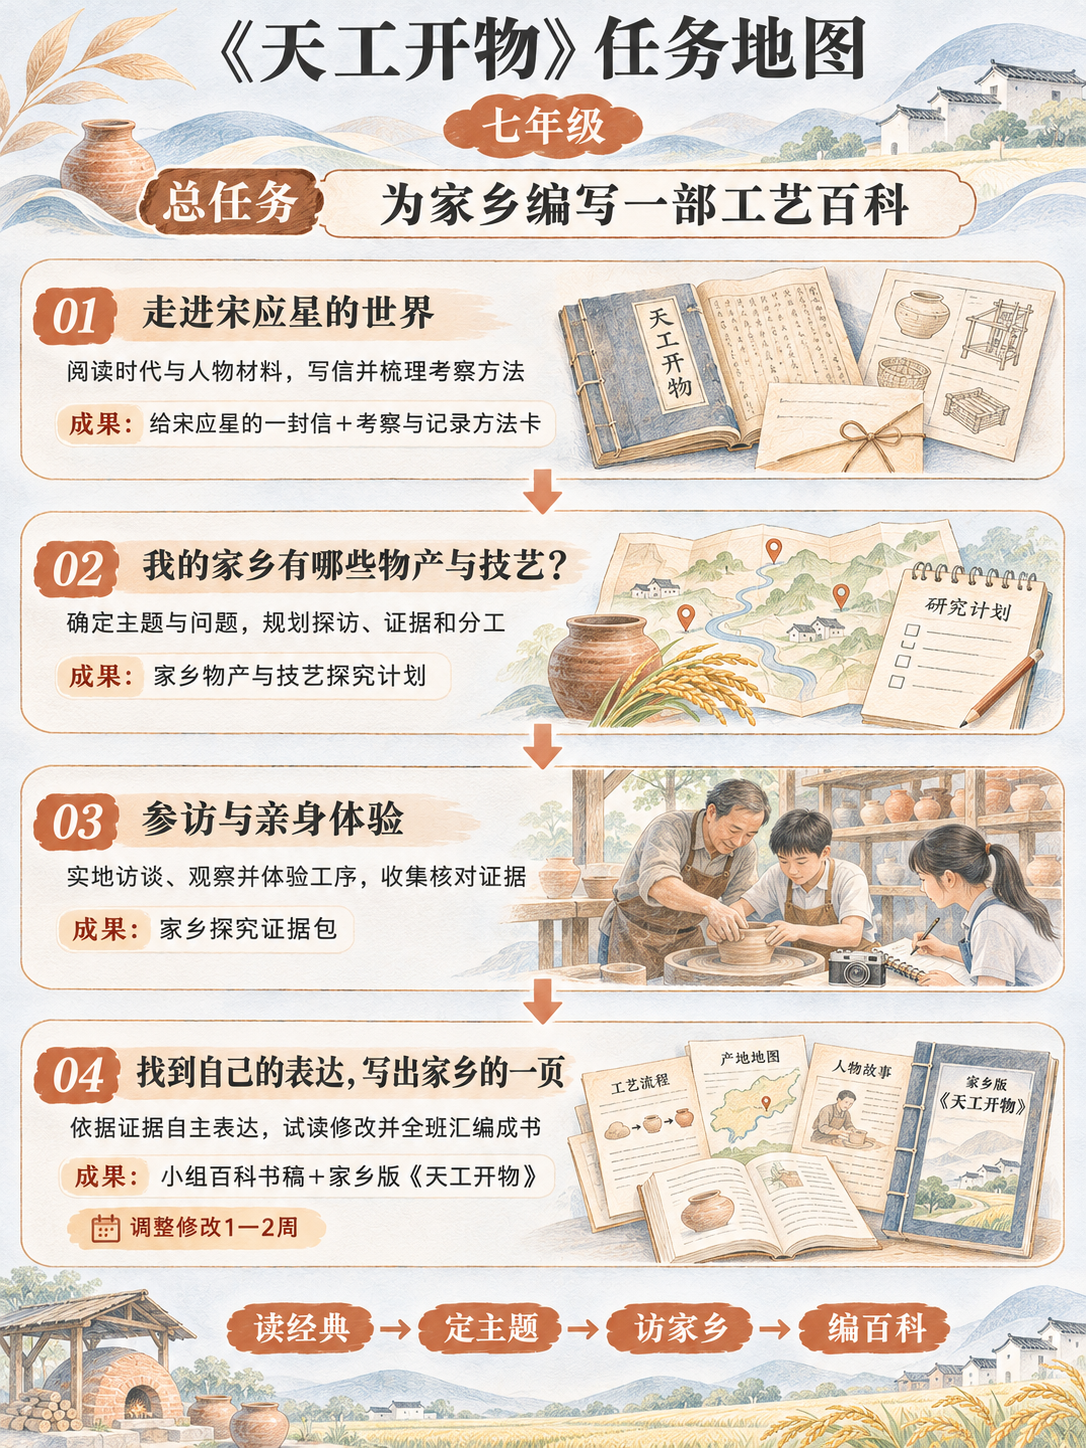 《天工开物》任务地图
七年级
总任务
为家乡编写一部工艺百科
01
走进宋应星的世界
阅读时代与人物材料，写信并梳理考察方法
成果：给宋应星的一封信＋考察与记录方法卡
天工开物
02
我的家乡有哪些物产与技艺？
确定主题与问题，规划探访、证据和分工
成果：家乡物产与技艺探究计划
研究计划
03
参访与亲身体验
实地访谈、观察并体验工序，收集核对证据
成果：家乡探究证据包
04
找到自己的表达，写出家乡的一页
依据证据自主表达，试读修改并全班汇编成书
成果：小组百科书稿＋家乡版《天工开物》
调整修改1—2周
工艺流程
产地地图
人物故事
家乡版
《天工开物》
读经典→定主题→访家乡→编百科